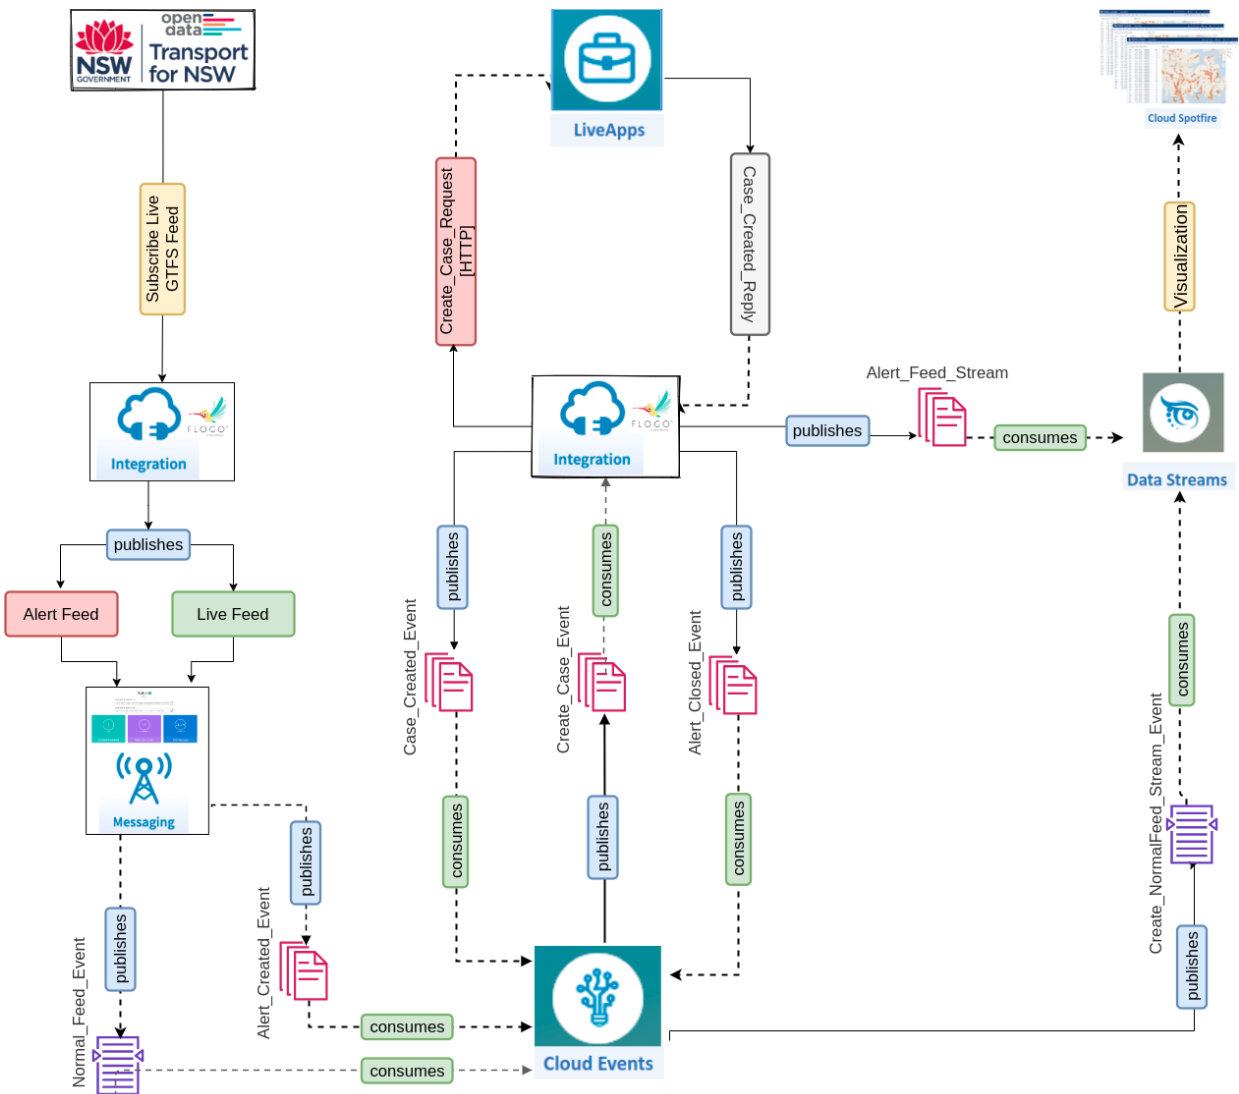 open
data
NSW
GOVERNMENT
Transport
for NSW
LiveApps
Cloud Spotfire
Subscribe Live
GTFS Feed
Create_Case_Request
[HTTP]
Case_Created_Reply
Visualization
Integration
FLOGO
Integration
FLOGO
publishes
Alert_Feed_Stream
consumes
Data Streams
publishes
Alert Feed
Live Feed
publishes
consumes
publishes
Case_Created_Event
Create_Case_Event
Alert_Closed_Event
consumes
Create_NormalFeed_Stream_Event
Messaging
publishes
consumes
publishes
consumes
publishes
publishes
Normal_Feed_Event
Alert_Created_Event
consumes
consumes
Cloud Events